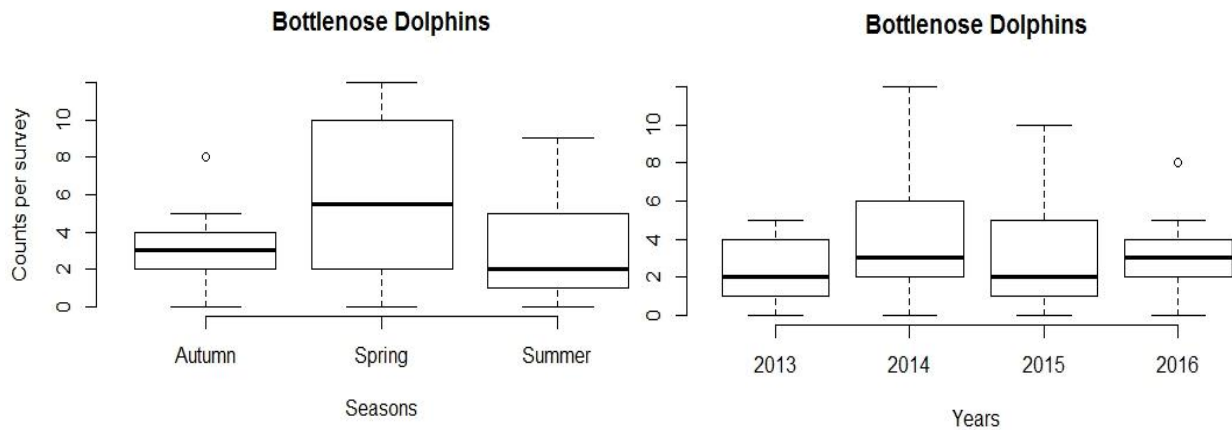 Bottlenose Dolphins
Counts per survey
10
8
6
4
2
0
Autumn Spring Summer
Seasons
Bottlenose Dolphins
10
8
6
4
2
0
2013 2014 2015 2016
Years